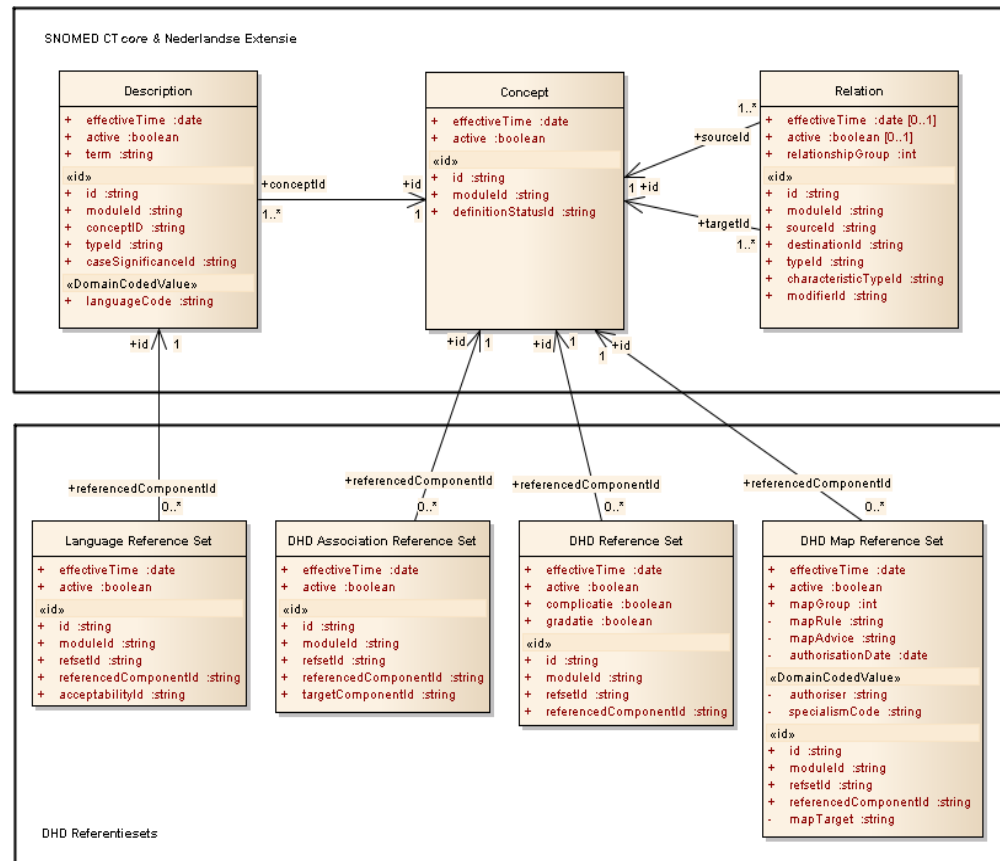 SNOMED CT core & Nederlandse Extensie
Description
+ effectiveTime :date
+ active :boolean
+ term :string
«id»
+ id :string
+ moduleId :string
+ conceptID :string
+ typeId :string
+ caseSignificanceId :string
«DomainCodedValue»
+ languageCode :string
+conceptId
1..*
+id
1
Concept
+ effectiveTime :date
+ active :boolean
«id»
+ id :string
+ moduleId :string
+ definitionStatusId :string
1..*
+sourceId
1 +id
+targetId
1..*
Relation
+ effectiveTime :date [0..1]
+ active :boolean [0..1]
+ relationshipGroup :int
«id»
+ id :string
+ moduleId :string
+ sourceId :string
+ destinationId :string
+ typeId :string
+ characteristicTypeId :string
+ modifierId :string
+id 1
+id 1
+id 1
1 +id
+referencedComponentId
0..*
+referencedComponentId
0..*
+referencedComponentId
0..*
+referencedComponentId
0..*
Language Reference Set
+ effectiveTime :date
+ active :boolean
«id»
+ id :string
+ moduleId :string
+ refsetId :string
+ referencedComponentId :string
+ acceptabilityId :string
DHD Association Reference Set
+ effectiveTime :date
+ active :boolean
«id»
+ id :string
+ moduleId :string
+ refsetId :string
+ referencedComponentId :string
+ targetComponentId :string
DHD Reference Set
+ effectiveTime :date
+ active :boolean
+ complicatie :boolean
+ gradatie :boolean
«id»
+ id :string
+ moduleId :string
+ refsetId :string
+ referencedComponentId :string
DHD Map Reference Set
+ effectiveTime :date
+ active :boolean
+ mapGroup :int
- mapRule :string
- mapAdvice :string
- authorisationDate :date
«DomainCodedValue»
- authoriser :string
- specialismCode :string
«id»
+ id :string
+ moduleId :string
+ refsetId :string
+ referencedComponentId :string
- mapTarget :string
DHD Referentiesets